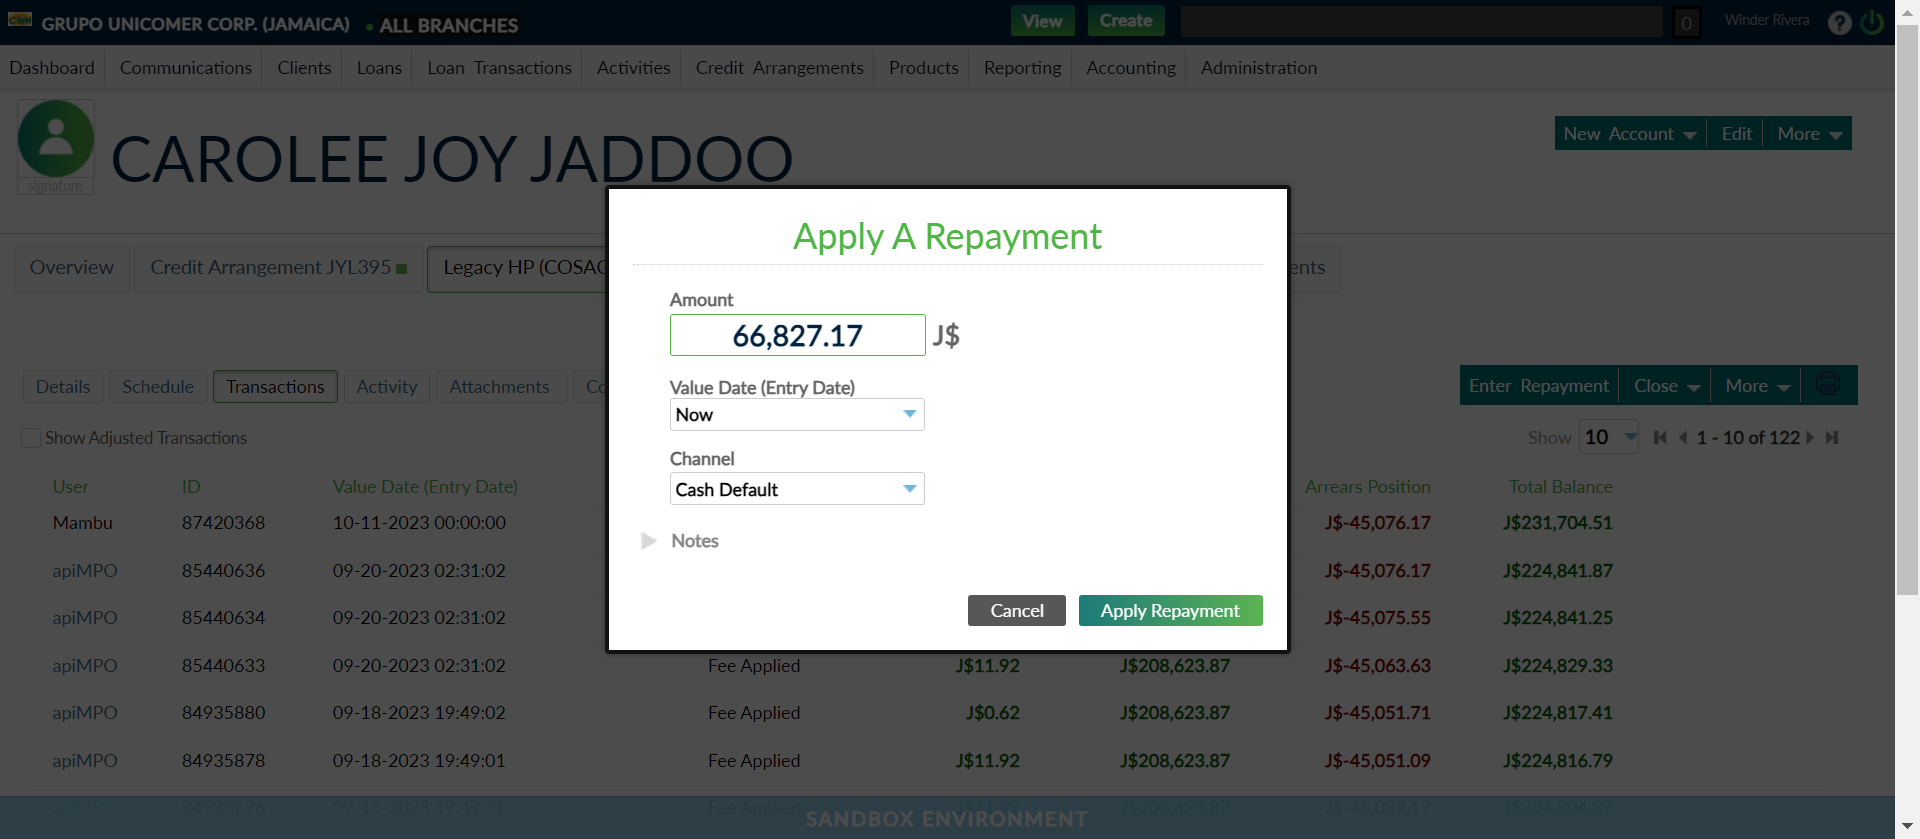 GRUPO UNICOMER CORP. (JAMAICA) ALL BRANCHES View Create 0 Winder Rivera ?
Dashboard Communications Clients Loans Loan Transactions Activities Credit Arrangements Products Reporting Accounting Administration
signature
CAROLEE JOY JADDOO
New Account Edit More
Overview Credit Arrangement JYL395 Legacy HP (COSAC ents
Apply A Repayment
Amount
66,827.17 J$
Value Date (Entry Date)
Now
Channel
Cash Default
Notes
Cancel Apply Repayment
Details Schedule Transactions Activity Attachments Co
Enter Repayment Close More
Show Adjusted Transactions
Show 10 1 - 10 of 122
User ID Value Date (Entry Date) Arrears Position Total Balance
Mambu 87420368 10-11-2023 00:00:00 J$-45,076.17 J$231,704.51
apiMPO 85440636 09-20-2023 02:31:02 J$-45,076.17 J$224,841.87
apiMPO 85440634 09-20-2023 02:31:02 J$-45,075.55 J$224,841.25
apiMPO 85440633 09-20-2023 02:31:02 Fee Applied J$11.92 J$208,623.87 J$-45,063.63 J$224,829.33
apiMPO 84935880 09-18-2023 19:49:02 Fee Applied J$0.62 J$208,623.87 J$-45,051.71 J$224,817.41
apiMPO 84935878 09-18-2023 19:49:01 Fee Applied J$11.92 J$208,623.87 J$-45,051.09 J$224,816.79
apiMPO 84935876 09-18-2023 19:49:01 Fee Applied J$11.92 J$208,623.87 J$-45,039.17 J$224,804.87
SANDBOX ENVIRONMENT